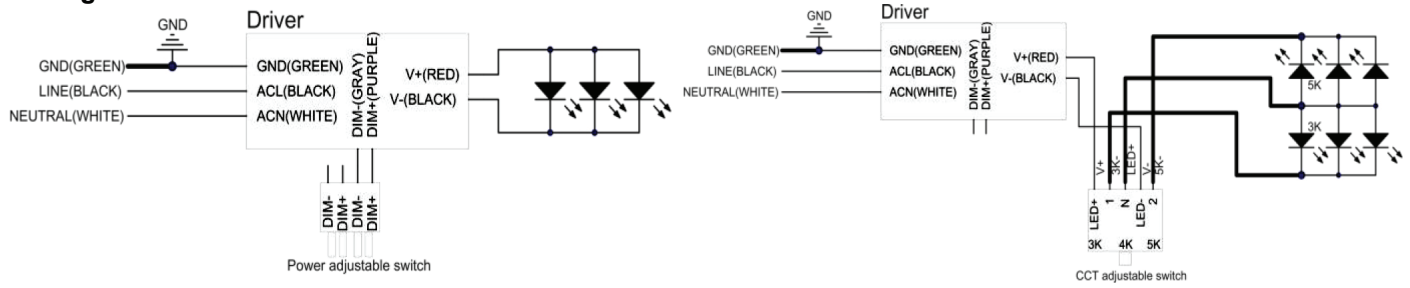 GND
Driver
GND(GREEN)
LINE(BLACK)
NEUTRAL(WHITE)
GND(GREEN)
ACL(BLACK)
ACN(WHITE)
DIM-(GRAY)
DIM+(PURPLE)
V+(RED)
V-(BLACK)
DIM-
DIM+
DIM-
DIM+
Power adjustable switch
GND
Driver
GND(GREEN)
LINE(BLACK)
NEUTRAL(WHITE)
GND(GREEN)
ACL(BLACK)
ACN(WHITE)
DIM-(GRAY)
DIM+(PURPLE)
V+(RED)
V-(BLACK)
5K
3K
V+
3K-
LED+
V-
5K-
LED+
1
N
LED-
2
3K 4K 5K
CCT adjustable switch